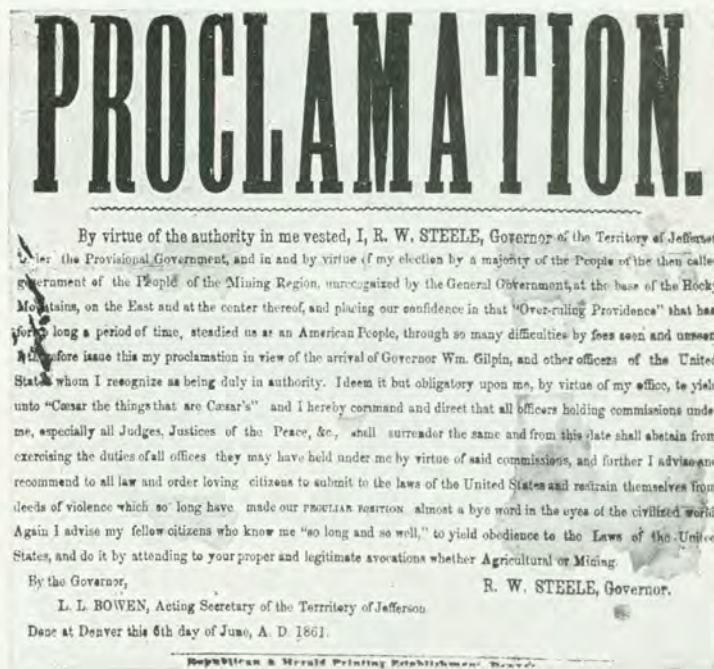 PROCLAMATION.
By virtue of the authority in me vested, I, R. W. STEELE, Governor of the Territory of Jefferson
under the Provisional Government, and in and by virtue of my election by a majority of the People of the then called
government of the People of the Mining Region, unrecognized by the General Government, at the base of the Rocky
Mountains, on the East and at the center thereof, and placing our confidence in that "Over-ruling Providence" that has
for so long a period of time, steadied us as an American People, through so many difficulties by foes seen and unseen
therefore issue this my proclamation in view of the arrival of Governor Wm. Gilpin, and other officers of the United
States whom I recognize as being duly in authority. I deem it but obligatory upon me, by virtue of my office, to yield
unto "Cæsar the things that are Cæsar's" and I hereby command and direct that all officers holding commissions under
me, especially all Judges, Justices of the Peace, &c., shall surrender the same and from this date shall abstain from
exercising the duties of all offices they may have held under me by virtue of said commissions, and further I advise and
recommend to all law and order loving citizens to submit to the laws of the United States and restrain themselves from
deeds of violence which so long have made our PECULIAR POSITION almost a bye word in the eyes of the civilized world
Again I advise my fellow citizens who know me "so long and so well," to yield obedience to the Laws of the United
States, and do it by attending to your proper and legitimate avocations whether Agricultural or Mining.
By the Governor,
R. W. STEELE, Governor.
L. L. BOWEN, Acting Secretary of the Terrritory of Jefferson
Done at Denver this 6th day of June, A. D. 1861.
Republican & Herald Printing Establishment, Denver